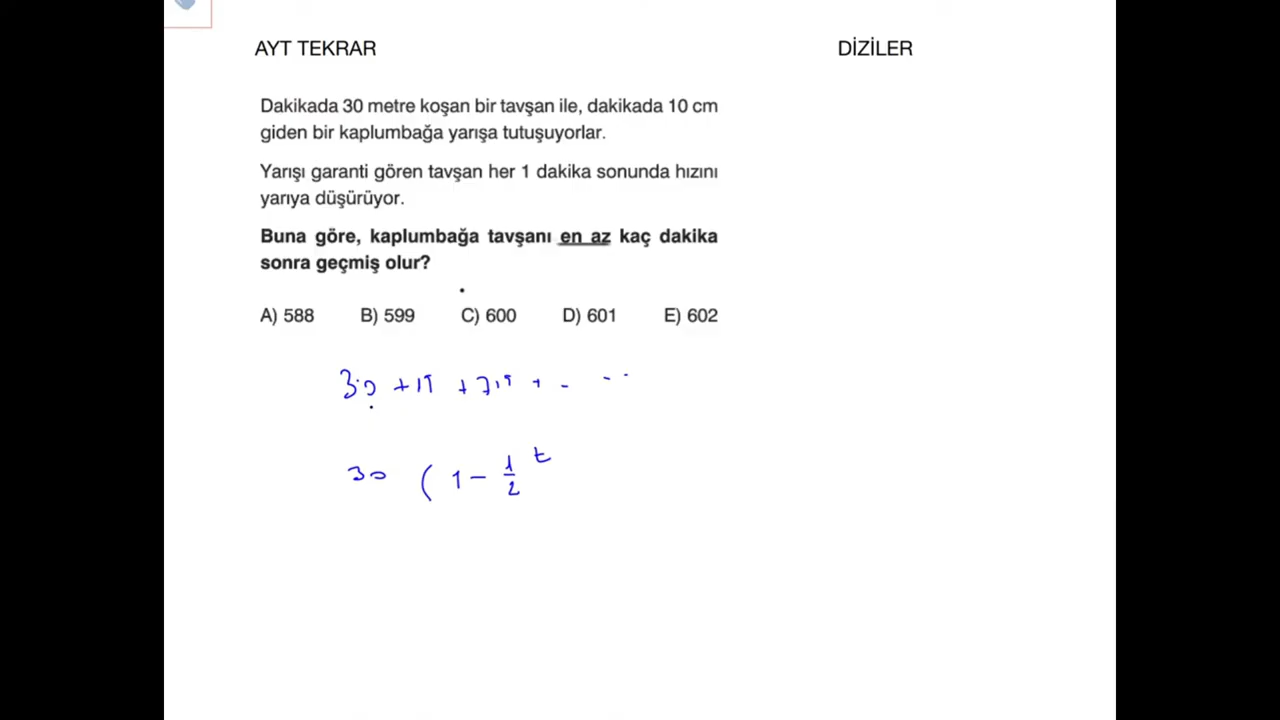 AYT TEKRAR
DİZİLER
Dakikada 30 metre koşan bir tavşan ile, dakikada 10 cm
giden bir kaplumbağa yarışa tutuşuyorlar.
Yarışı garanti gören tavşan her 1 dakika sonunda hızını
yarıya düşürüyor.
Buna göre, kaplumbağa tavşanı en az kaç dakika
sonra geçmiş olur?
A) 588 B) 599 C) 600 D) 601 E) 602
30 + 15 + 7,5 + - - -
30 ( 1 - 1/2 t